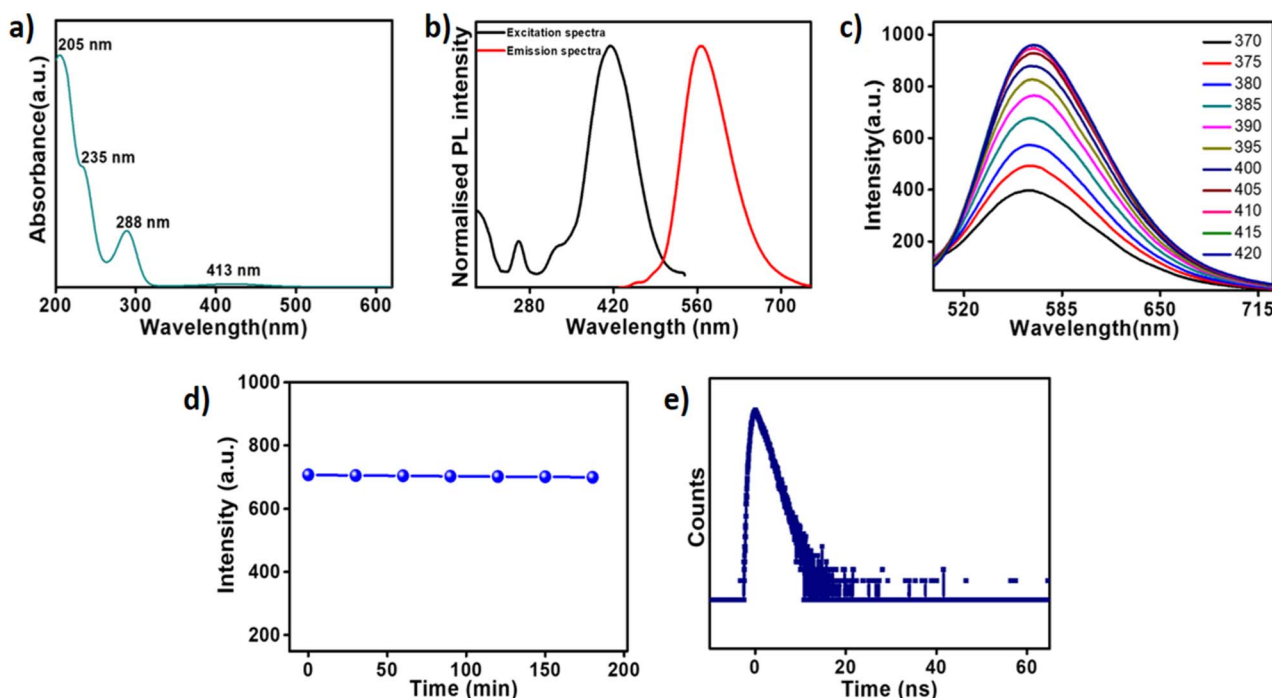 a)
205 nm
235 nm
288 nm
413 nm
Absorbance(a.u.)
200 300 400 500 600
Wavelength(nm)
b)
Excitation spectra
Emission spectra
Normalised PL intensity
280 420 560 700
Wavelength (nm)
c)
1000
800
600
400
200
Intensity(a.u.)
370
375
380
385
390
395
400
405
410
415
420
520 585 650 715
Wavelength(nm)
d)
1000
800
600
400
200
Intensity (a.u.)
0 50 100 150 200
Time (min)
e)
Counts
0 20 40 60
Time (ns)